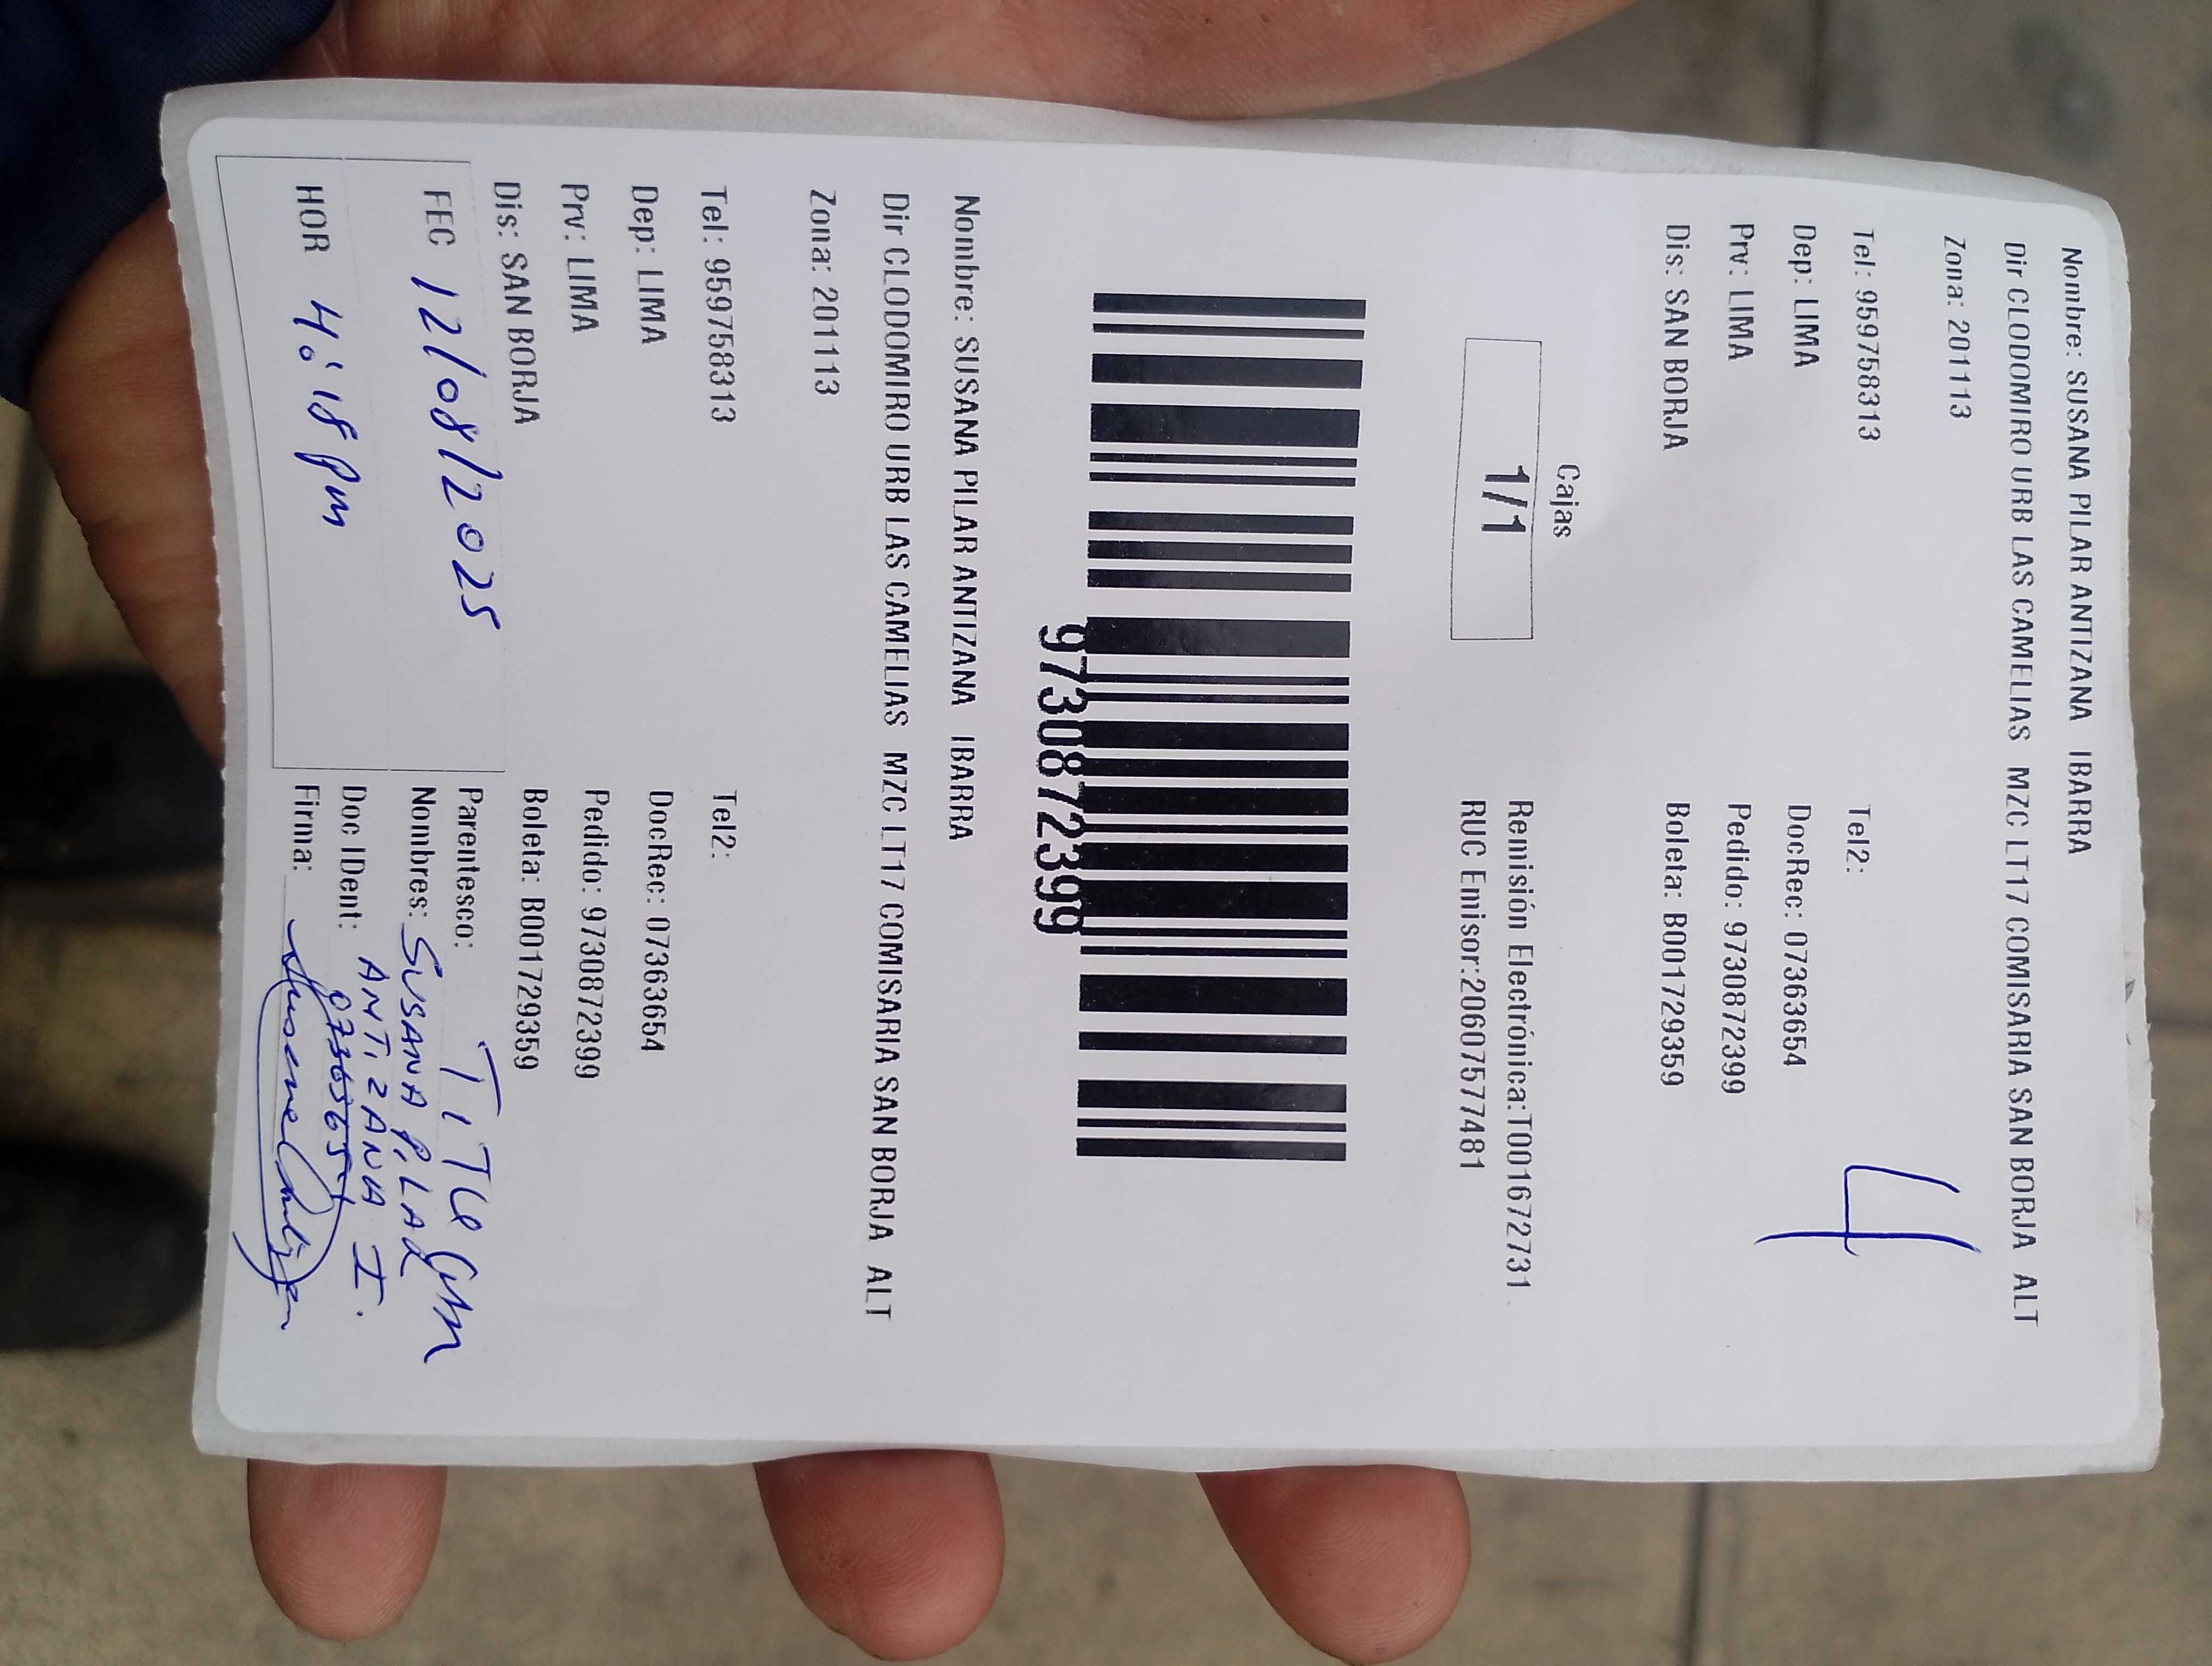 Nombre: SUSANA PILAR ANTIZANA IBARRA
Dir CLODOMIRO URB LAS CAMELIAS MZC LT17 COMISARIA SAN BORJA ALT
Zona: 201113
4
Tel: 959758313 Tel2:
Dep: LIMA DocRec: 07363654
Prv: LIMA Pedido: 9730872399
Dis: SAN BORJA Boleta: B001729359
Cajas
1/1
Remisión Electrónica:T001672731
RUC Emisor:20607577481
9730872399
Nombre: SUSANA PILAR ANTIZANA IBARRA
Dir CLODOMIRO URB LAS CAMELIAS MZC LT17 COMISARIA SAN BORJA ALT
Zona: 201113
Tel: 959758313 Tel2:
Dep: LIMA DocRec: 07363654
Prv: LIMA Pedido: 9730872399
Dis: SAN BORJA Boleta: B001729359
FEC 12/08/2025
HOR 4:18 pm
Parentesco:
Nombres: SUSANA PILAR
ANTIZANA I.
Doc IDent: 07363654
Firma: